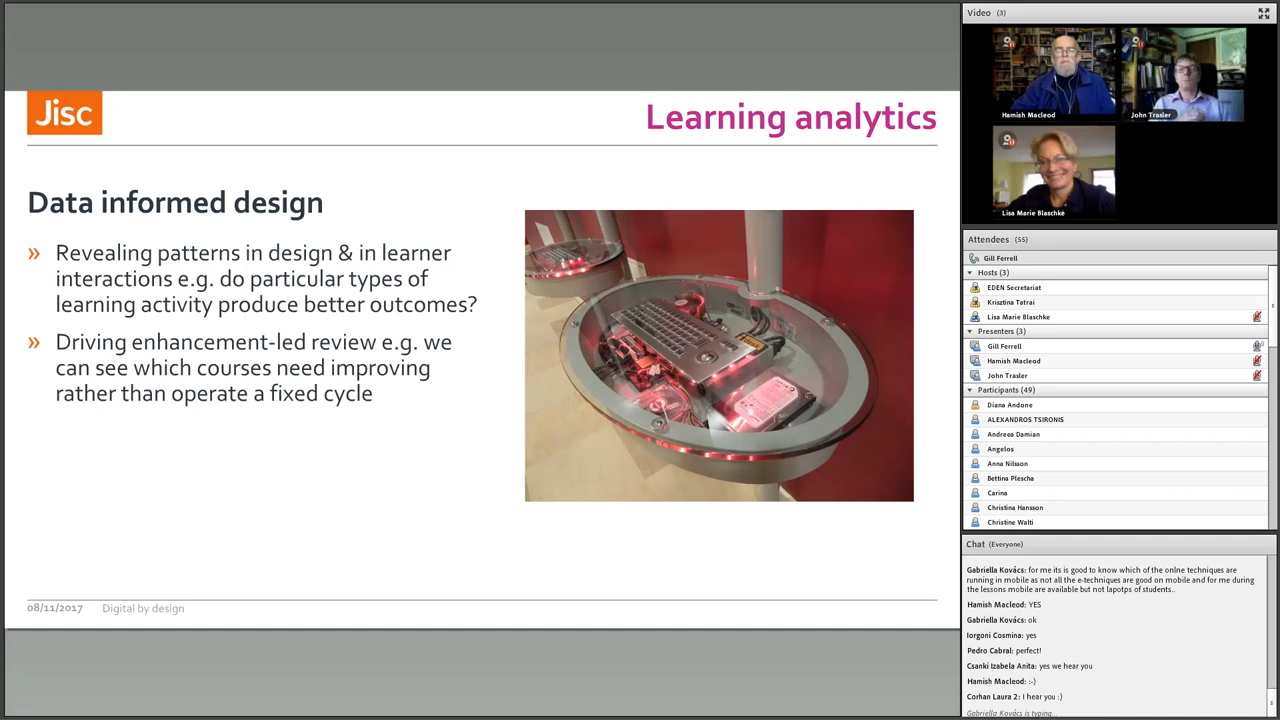 Jisc
Learning analytics
Data informed design
» Revealing patterns in design & in learner
interactions e.g. do particular types of
learning activity produce better outcomes?
» Driving enhancement-led review e.g. we
can see which courses need improving
rather than operate a fixed cycle
08/11/2017 Digital by design
Video (3)
Hamish Macleod
John Trasler
Lisa Marie Blaschke
Attendees (55)
Gill Ferrell
Hosts (3)
EDEN Secretariat
Krisztina Tatrai
Lisa Marie Blaschke
Presenters (3)
Gill Ferrell
Hamish Macleod
John Trasler
Participants (49)
Diana Andone
ALEXANDROS TSIRONIS
Andreea Damian
Angelos
Anna Nilsson
Bettina Plescha
Carina
Christina Hansson
Christine Walti
Chat (Everyone)
Gabriella Kovács: for me its is good to know which of the onlne techniques are
running in mobile as not all the e-techniques are good on mobile and for me during
the lessons mobile are available but not lapotps of students..
Hamish Macleod: YES
Gabriella Kovács: ok
Iorgoni Cosmina: yes
Pedro Cabral: perfect!
Csanki Izabela Anita: yes we hear you
Hamish Macleod: :-)
Corhan Laura 2: I hear you :)
Gabriella Kovács is typing...